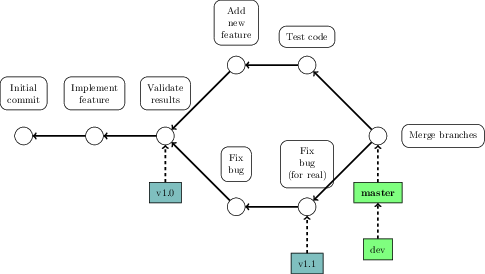 Add
new
feature
Test code
Initial
commit
Implement
feature
Validate
results
Merge branches
Fix
bug
Fix
bug
(for real)
v1.0
master
dev
v1.1